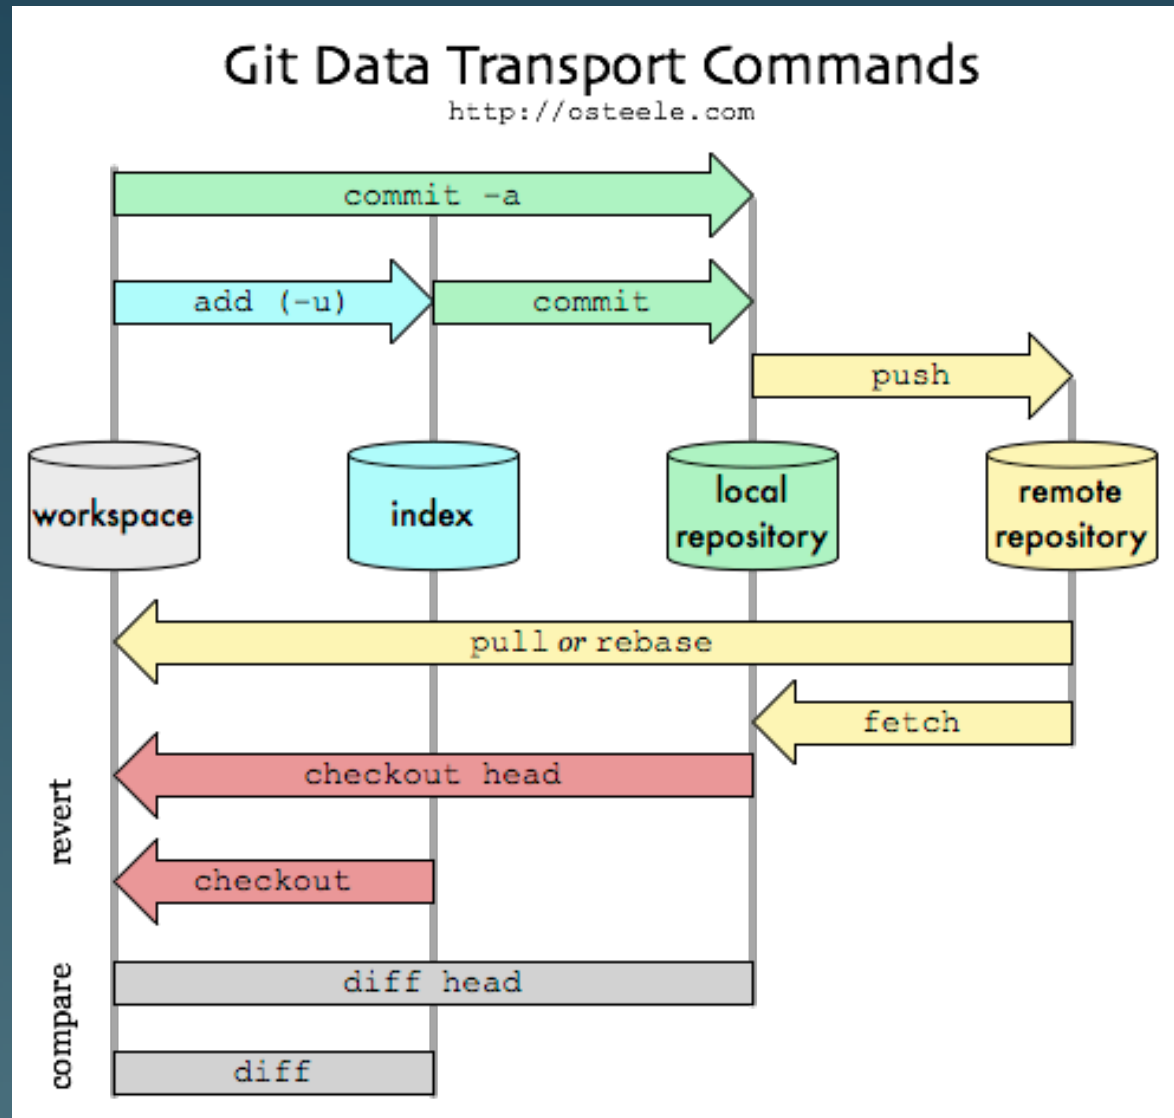 Git Data Transport Commands
http://osteele.com
commit -a
add (-u)
commit
push
workspace
index
local
repository
remote
repository
pull or rebase
fetch
revert
checkout head
checkout
compare
diff head
diff